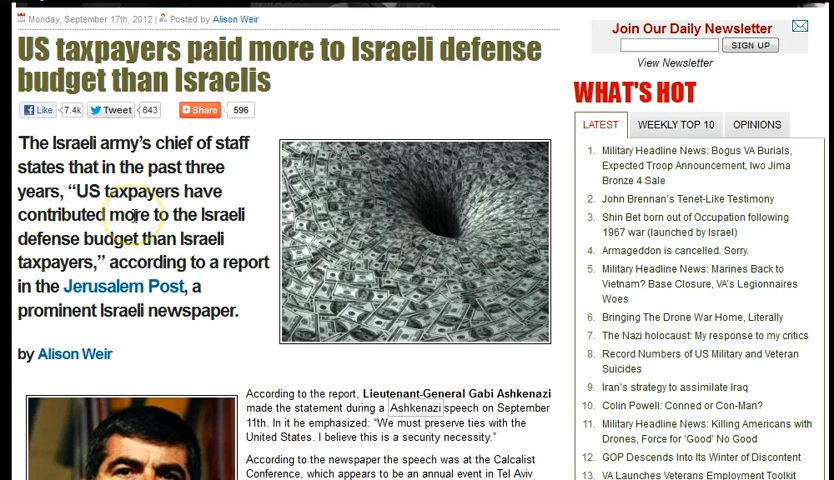 Monday, September 17th, 2012 | Posted by Alison Weir
US taxpayers paid more to Israeli defense
budget than Israelis
Like 7.4k Tweet 643 Share 596
The Israeli army's chief of staff
states that in the past three
years, “US taxpayers have
contributed more to the Israeli
defense budget than Israeli
taxpayers,” according to a report
in the Jerusalem Post, a
prominent Israeli newspaper.
by Alison Weir
According to the report, Lieutenant-General Gabi Ashkenazi
made the statement during a Ashkenazi speech on September
11th. In it he emphasized: “We must preserve ties with the
United States. I believe this is a security necessity.”
According to the newspaper the speech was at the Calcalist
Conference, which appears to be an annual event in Tel Aviv
Join Our Daily Newsletter
SIGN UP
View Newsletter
WHAT'S HOT
LATEST WEEKLY TOP 10 OPINIONS
1. Military Headline News: Bogus VA Burials,
Expected Troop Announcement, Iwo Jima
Bronze 4 Sale
2. John Brennan's Tenet-Like Testimony
3. Shin Bet born out of Occupation following
1967 war (launched by Israel)
4. Armageddon is cancelled. Sorry.
5. Military Headline News: Marines Back to
Vietnam? Base Closure, VA's Legionnaires
Woes
6. Bringing The Drone War Home, Literally
7. The Nazi holocaust: My response to my critics
8. Record Numbers of US Military and Veteran
Suicides
9. Iran's strategy to assimilate Iraq
10. Colin Powell: Conned or Con-Man?
11. Military Headline News: Killing Americans with
Drones, Force for 'Good' No Good
12. GOP Descends Into Its Winter of Discontent
13. VA Launches Veterans Employment Toolkit